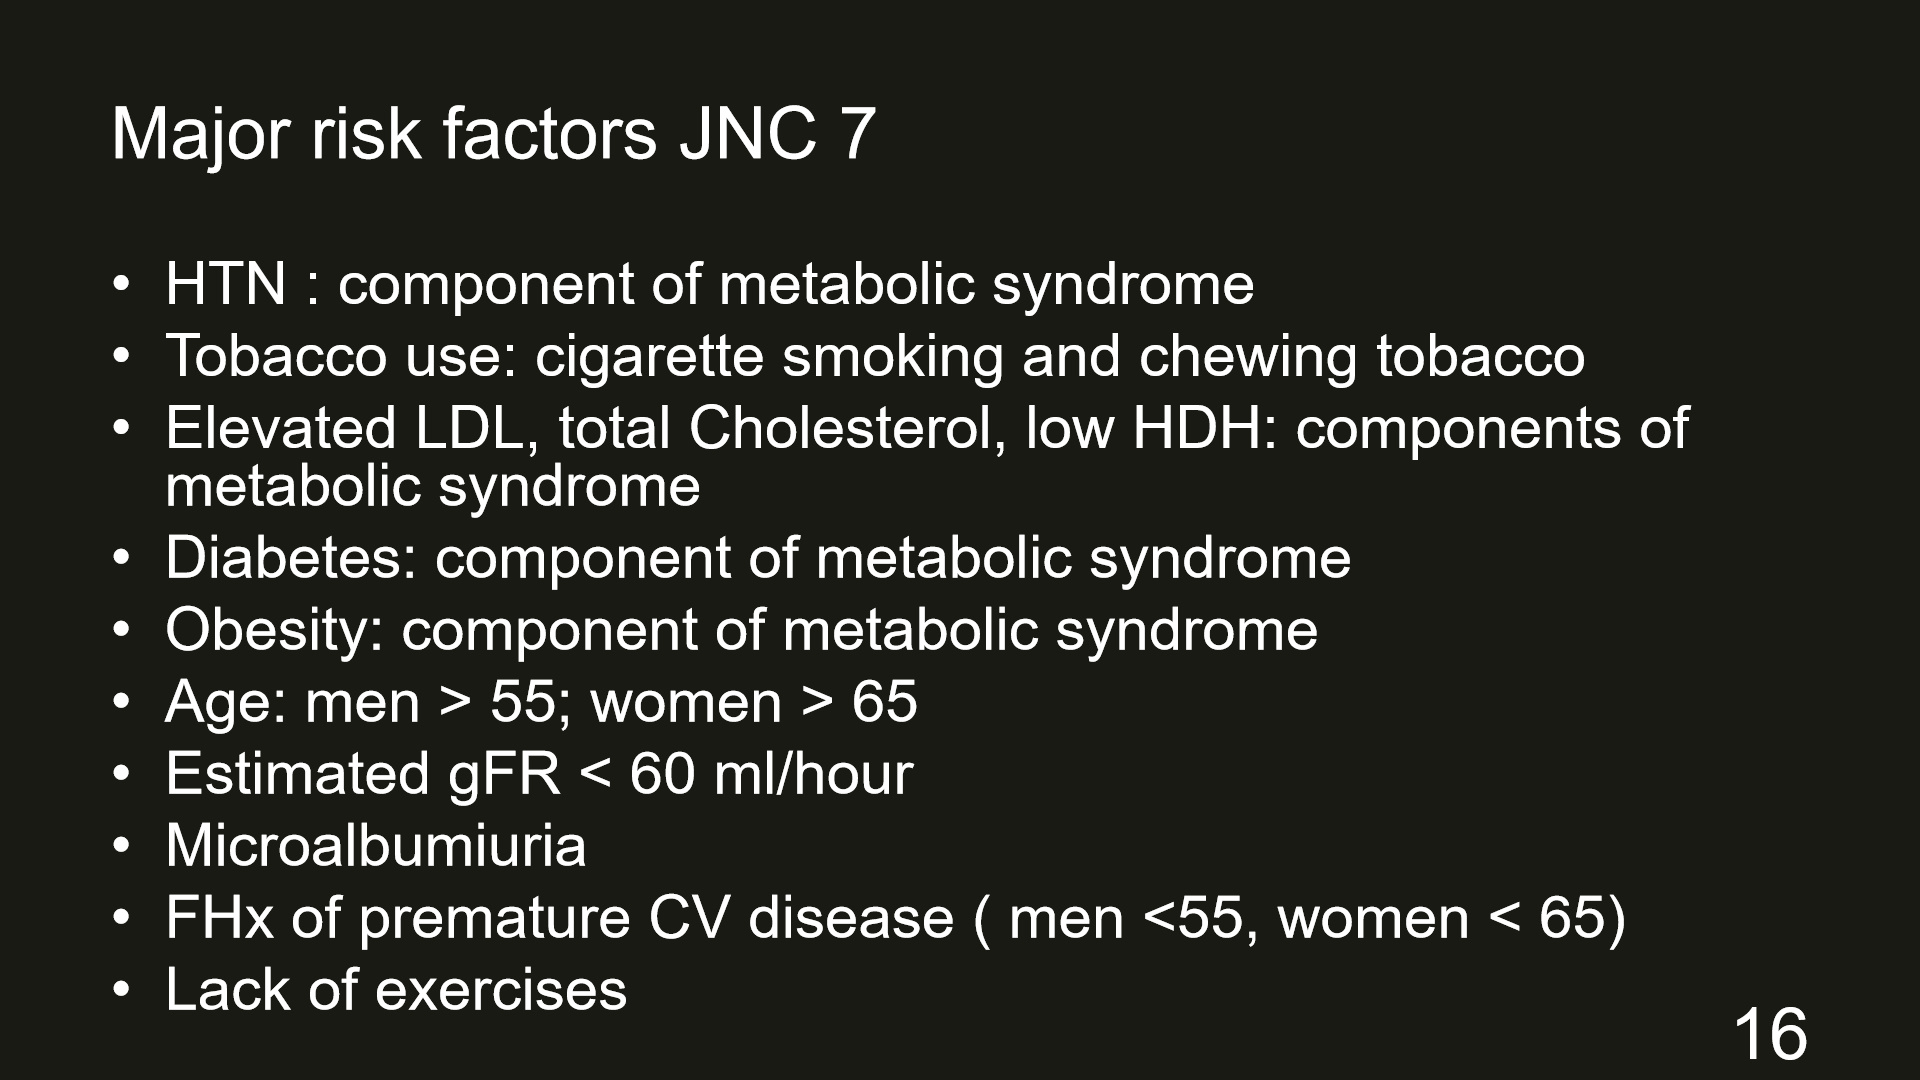 Major risk factors JNC 7
• HTN : component of metabolic syndrome
• Tobacco use: cigarette smoking and chewing tobacco
• Elevated LDL, total Cholesterol, low HDH: components of
metabolic syndrome
• Diabetes: component of metabolic syndrome
• Obesity: component of metabolic syndrome
• Age: men > 55; women > 65
• Estimated gFR < 60 ml/hour
• Microalbumiuria
• FHx of premature CV disease ( men <55, women < 65)
• Lack of exercises
16